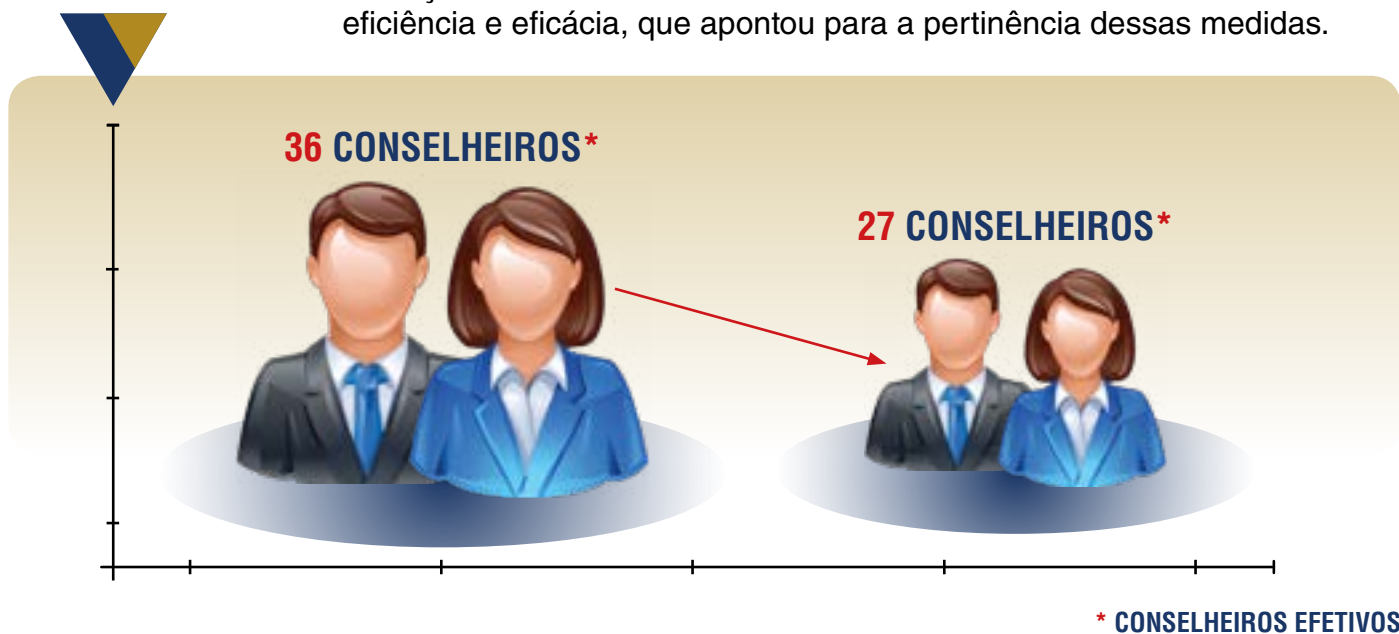 eficiência e eficácia, que apontou para a pertinência dessas medidas.
36 CONSELHEIROS*
27 CONSELHEIROS*
* CONSELHEIROS EFETIVOS